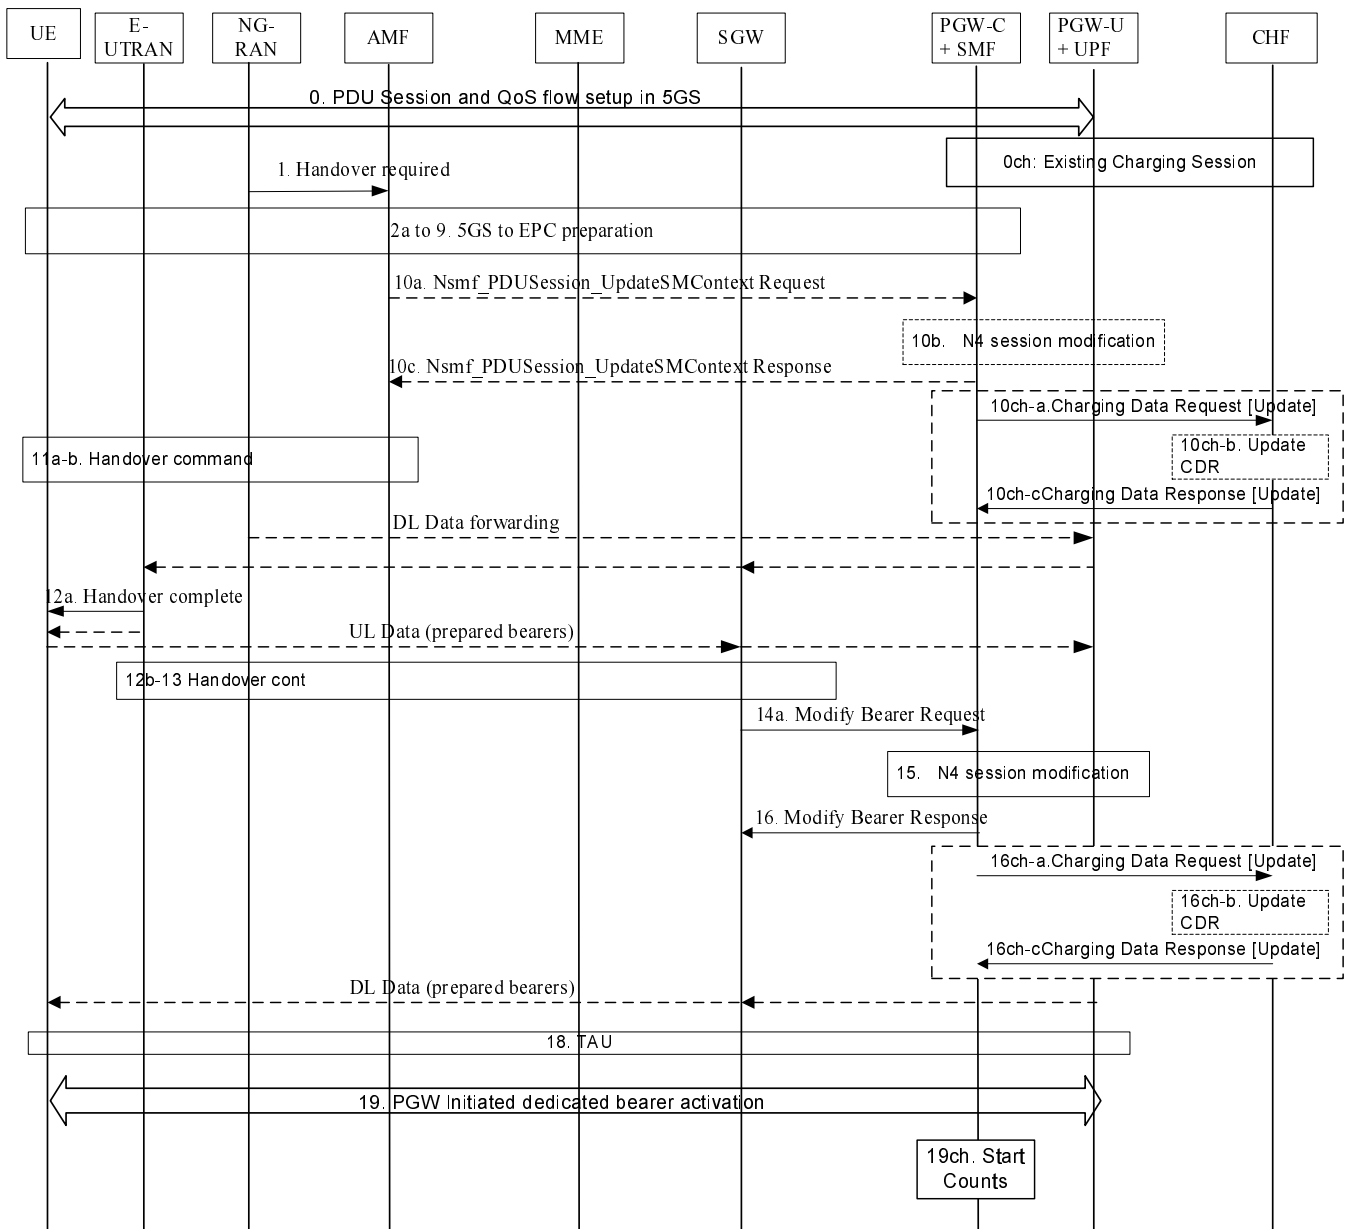 UE
E-
UTRAN
NG-
RAN
AMF
MME
SGW
PGW-C
+ SMF
PGW-U
+ UPF
CHF
0. PDU Session and QoS flow setup in 5GS
0ch: Existing Charging Session
1. Handover required
2a to 9. 5GS to EPC preparation
10a. Nsmf_PDUSession_UpdateSMContext Request
10b. N4 session modification
10c. Nsmf_PDUSession_UpdateSMContext Response
10ch-a.Charging Data Request [Update]
10ch-b. Update
CDR
11a-b. Handover command
10ch-cCharging Data Response [Update]
DL Data forwarding
12a. Handover complete
UL Data (prepared bearers)
12b-13 Handover cont
14a. Modify Bearer Request
15. N4 session modification
16. Modify Bearer Response
16ch-a.Charging Data Request [Update]
16ch-b. Update
CDR
16ch-cCharging Data Response [Update]
DL Data (prepared bearers)
18. TAU
19. PGW Initiated dedicated bearer activation
19ch. Start
Counts